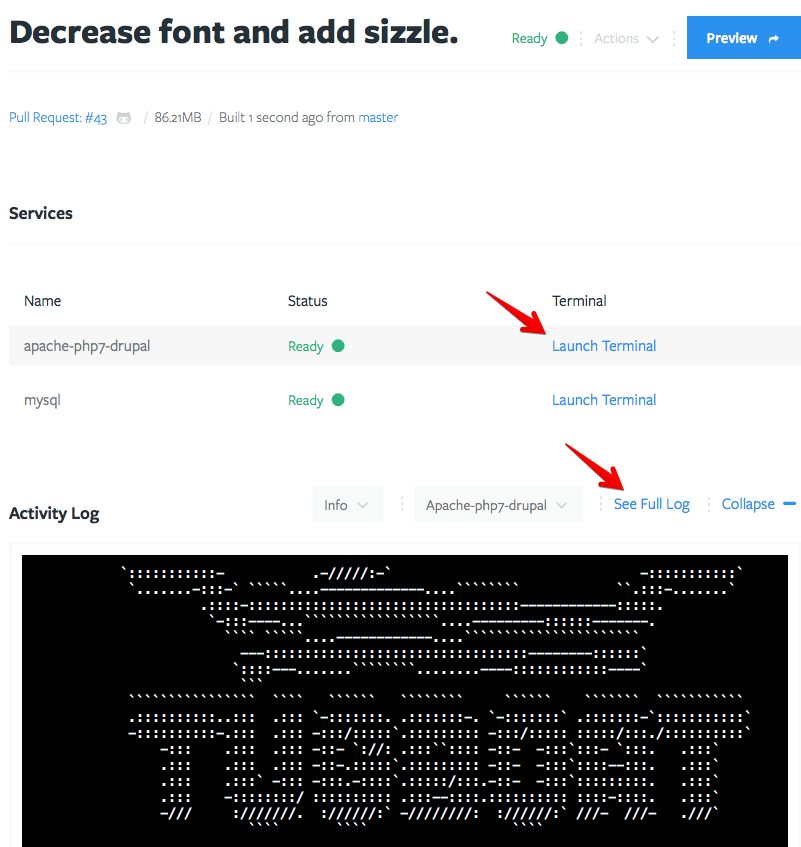 Decrease font and add sizzle.
Ready
Actions
Preview
Pull Request: #43 / 86.21MB / Built 1 second ago from master
Services
Name Status Terminal
apache-php7-drupal Ready Launch Terminal
mysql Ready Launch Terminal
Activity Log
Info
Apache-php7-drupal
See Full Log
Collapse